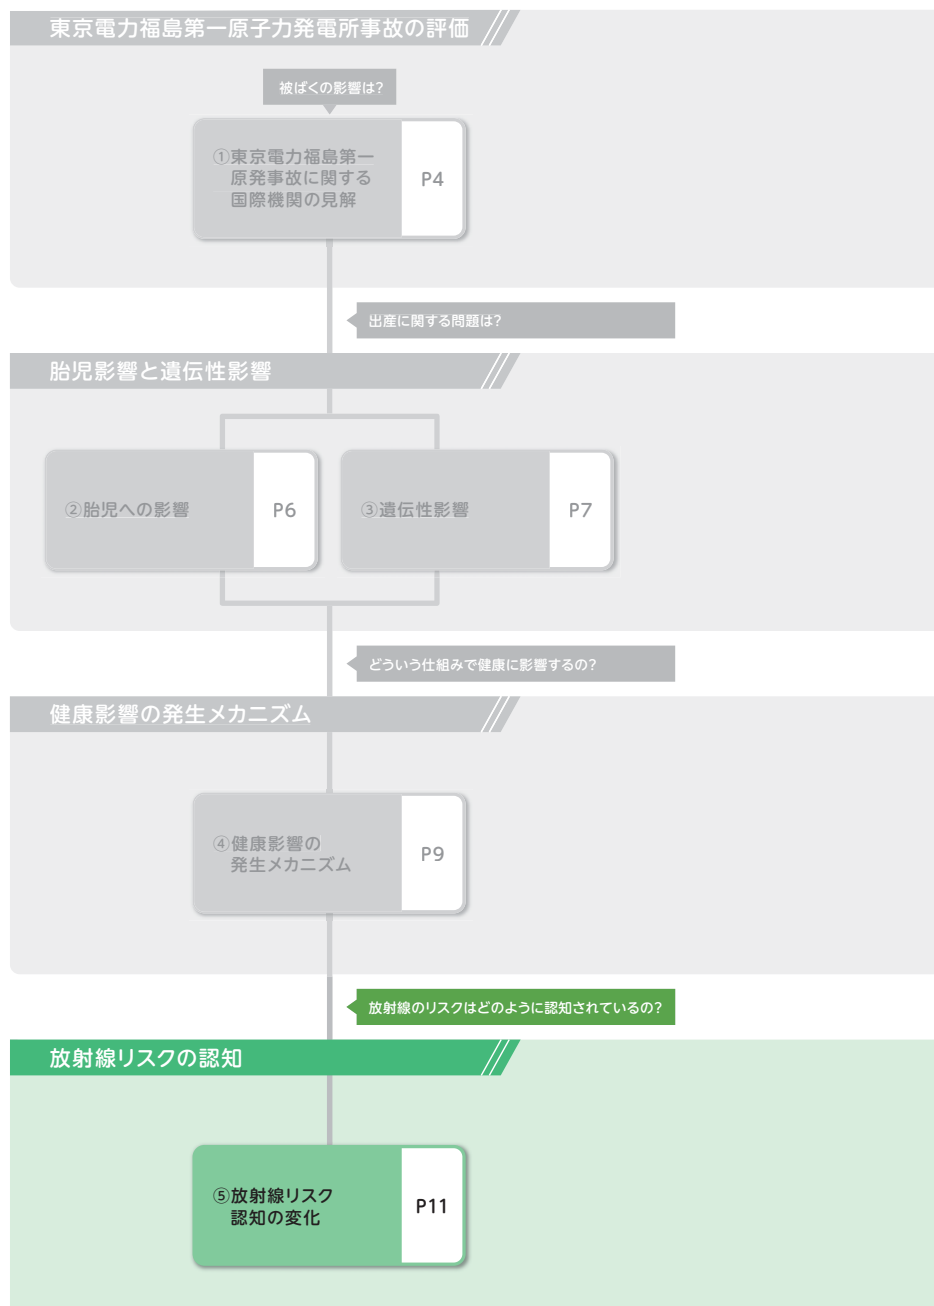 東京電力福島第一原子力発電所事故の評価
被ばくの影響は?
①東京電力福島第一
原発事故に関する
国際機関の見解
P4
出産に関する問題は?
胎児影響と遺伝性影響
②胎児への影響
P6
③遺伝性影響
P7
どういう仕組みで健康に影響するの?
健康影響の発生メカニズム
④健康影響の
発生メカニズム
P9
放射線のリスクはどのように認知されているの?
放射線リスクの認知
⑤放射線リスク
認知の変化
P11